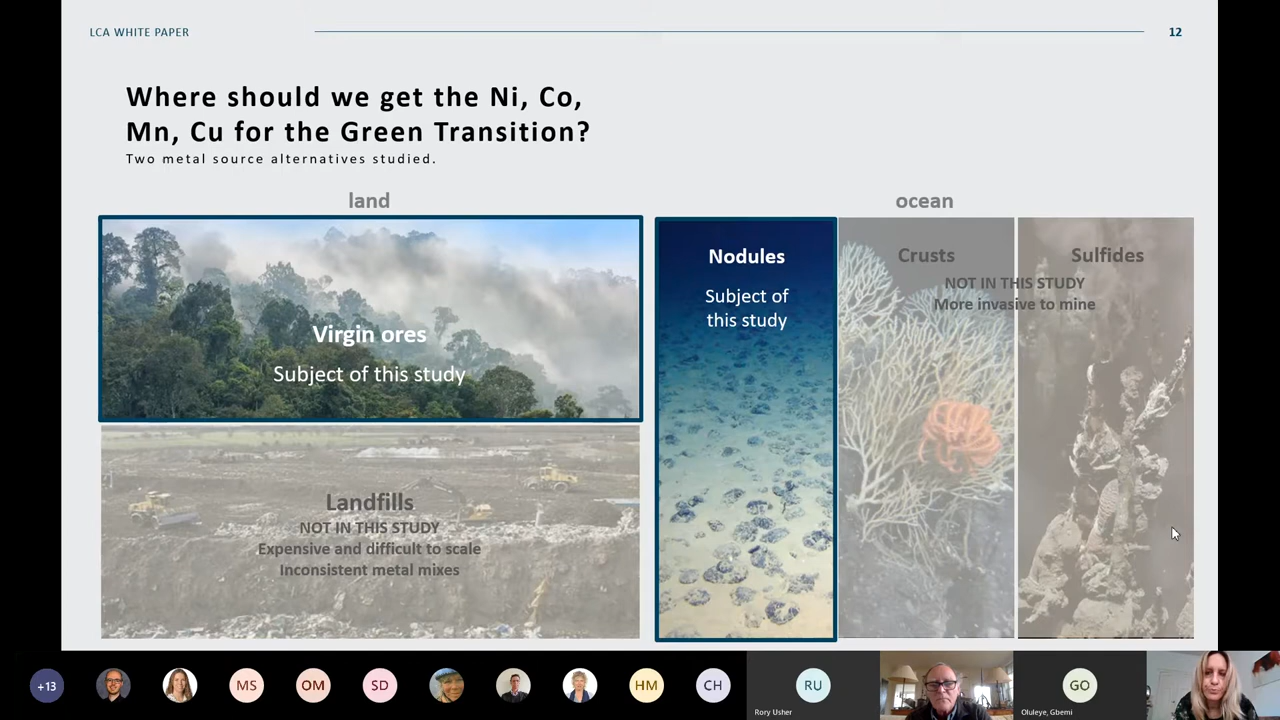 LCA WHITE PAPER
12
Where should we get the Ni, Co,
Mn, Cu for the Green Transition?
Two metal source alternatives studied.
land
ocean
Virgin ores
Subject of this study
Landfills
NOT IN THIS STUDY
Expensive and difficult to scale
Inconsistent metal mixes
Nodules
Subject of
this study
Crusts
Sulfides
NOT IN THIS STUDY
More invasive to mine
+13
MS
OM
SD
HM
CH
RU
Rory Usher
GO
Oluleye, Gbemi